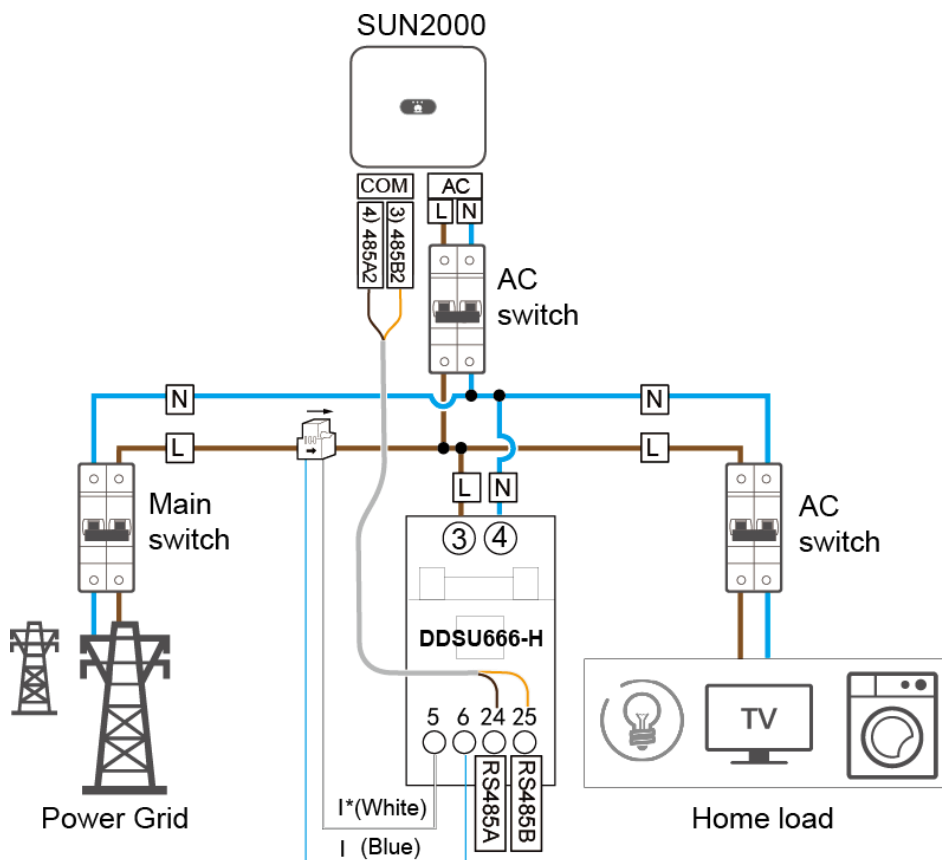 SUN2000
COM
AC
4) 485A2
3) 485B2
L
N
AC
switch
N
N
L
L
Main
switch
L
N
AC
switch
3
4
DDSU666-H
TV
5
6
24
25
RS485A
RS485B
I*(White)
Power Grid
Home load
I (Blue)